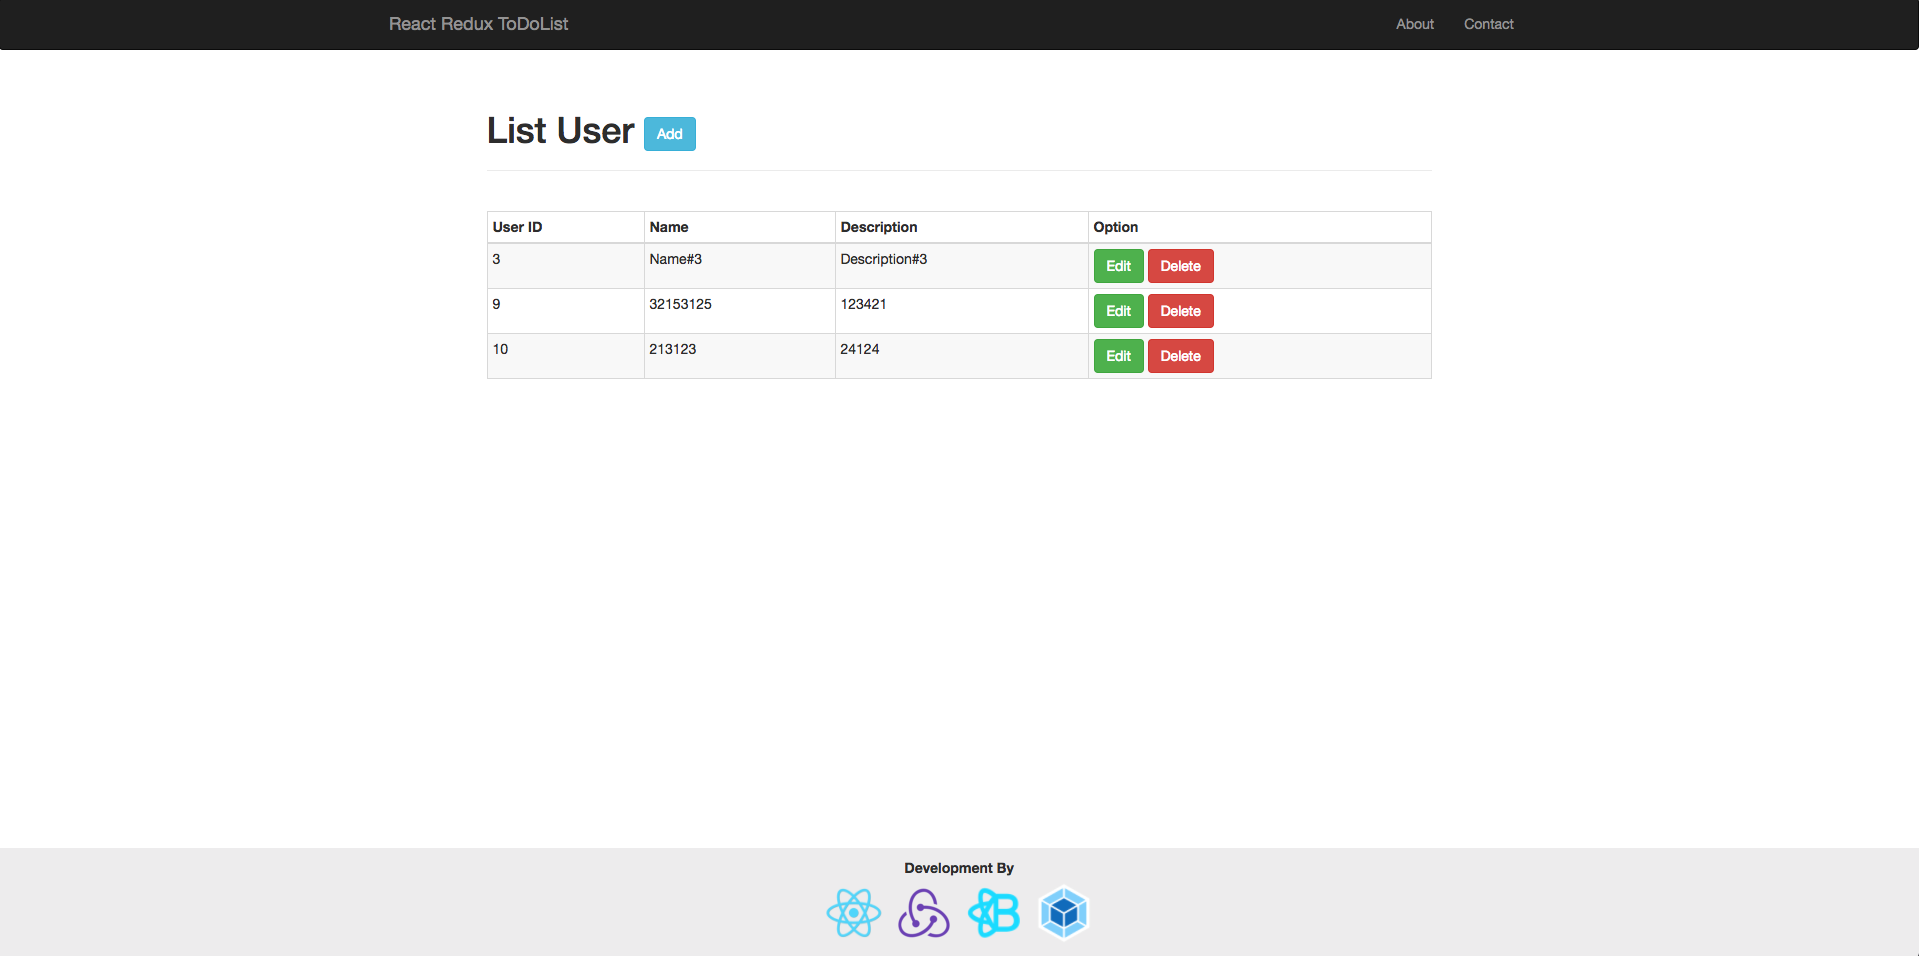 React Redux ToDoList About Contact
List User Add
User ID Name Description Option
3 Name#3 Description#3 Edit Delete
9 32153125 123421 Edit Delete
10 213123 24124 Edit Delete
Development By
B